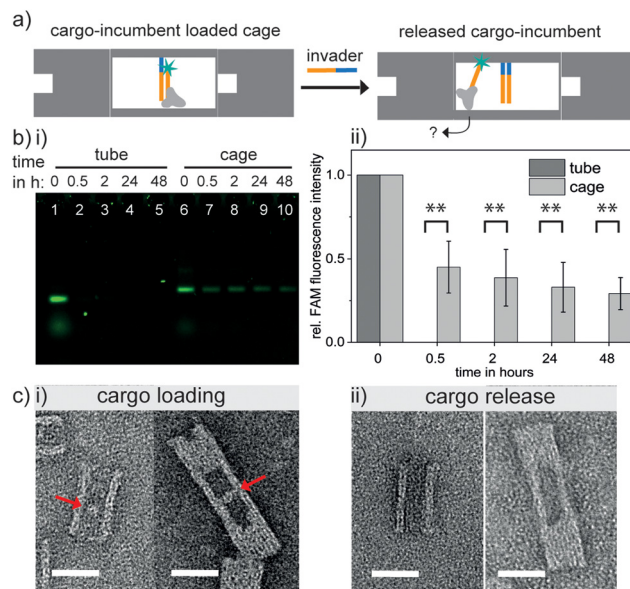 a)
cargo-incumbent loaded cage
released cargo-incumbent
invader
?
b) i)
time tube cage
in h: 0 0.5 2 24 48 0 0.5 2 24 48
1 2 3 4 5 6 7 8 9 10
ii)
rel. FAM fluorescence intensity
1.0
0.5
0.0
tube
cage
** ** ** **
0 0.5 2 24 48
time in hours
c) i) cargo loading
ii) cargo release